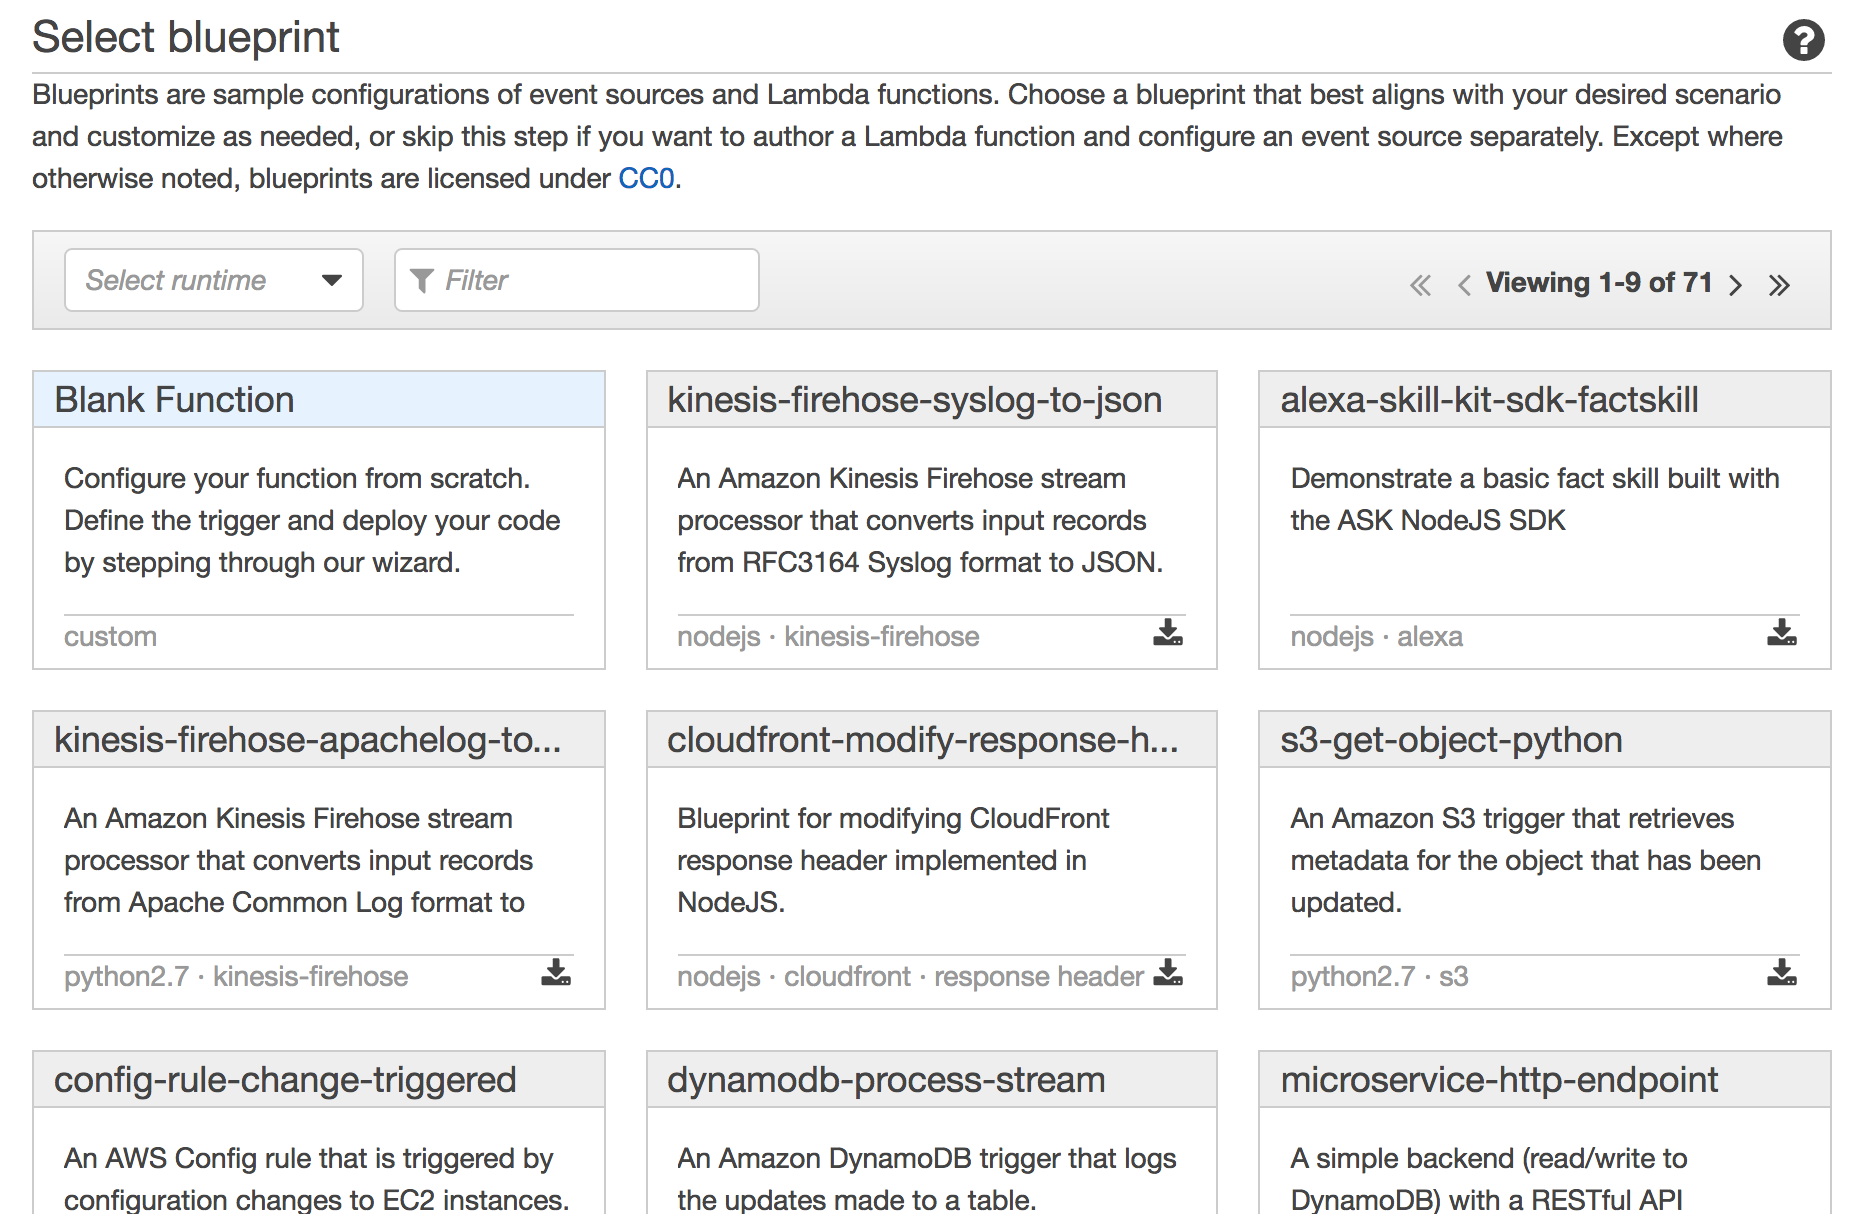 Select blueprint
?
Blueprints are sample configurations of event sources and Lambda functions. Choose a blueprint that best aligns with your desired scenario
and customize as needed, or skip this step if you want to author a Lambda function and configure an event source separately. Except where
otherwise noted, blueprints are licensed under CC0.
Select runtime
Filter
« < Viewing 1-9 of 71 > »
Blank Function
Configure your function from scratch.
Define the trigger and deploy your code
by stepping through our wizard.
custom
kinesis-firehose-syslog-to-json
An Amazon Kinesis Firehose stream
processor that converts input records
from RFC3164 Syslog format to JSON.
nodejs · kinesis-firehose
alexa-skill-kit-sdk-factskill
Demonstrate a basic fact skill built with
the ASK NodeJS SDK
nodejs · alexa
kinesis-firehose-apachelog-to...
An Amazon Kinesis Firehose stream
processor that converts input records
from Apache Common Log format to
python2.7 · kinesis-firehose
cloudfront-modify-response-h...
Blueprint for modifying CloudFront
response header implemented in
NodeJS.
nodejs · cloudfront · response header
s3-get-object-python
An Amazon S3 trigger that retrieves
metadata for the object that has been
updated.
python2.7 · s3
config-rule-change-triggered
An AWS Config rule that is triggered by
configuration changes to EC2 instances.
dynamodb-process-stream
An Amazon DynamoDB trigger that logs
the updates made to a table.
microservice-http-endpoint
A simple backend (read/write to
DynamoDB) with a RESTful API